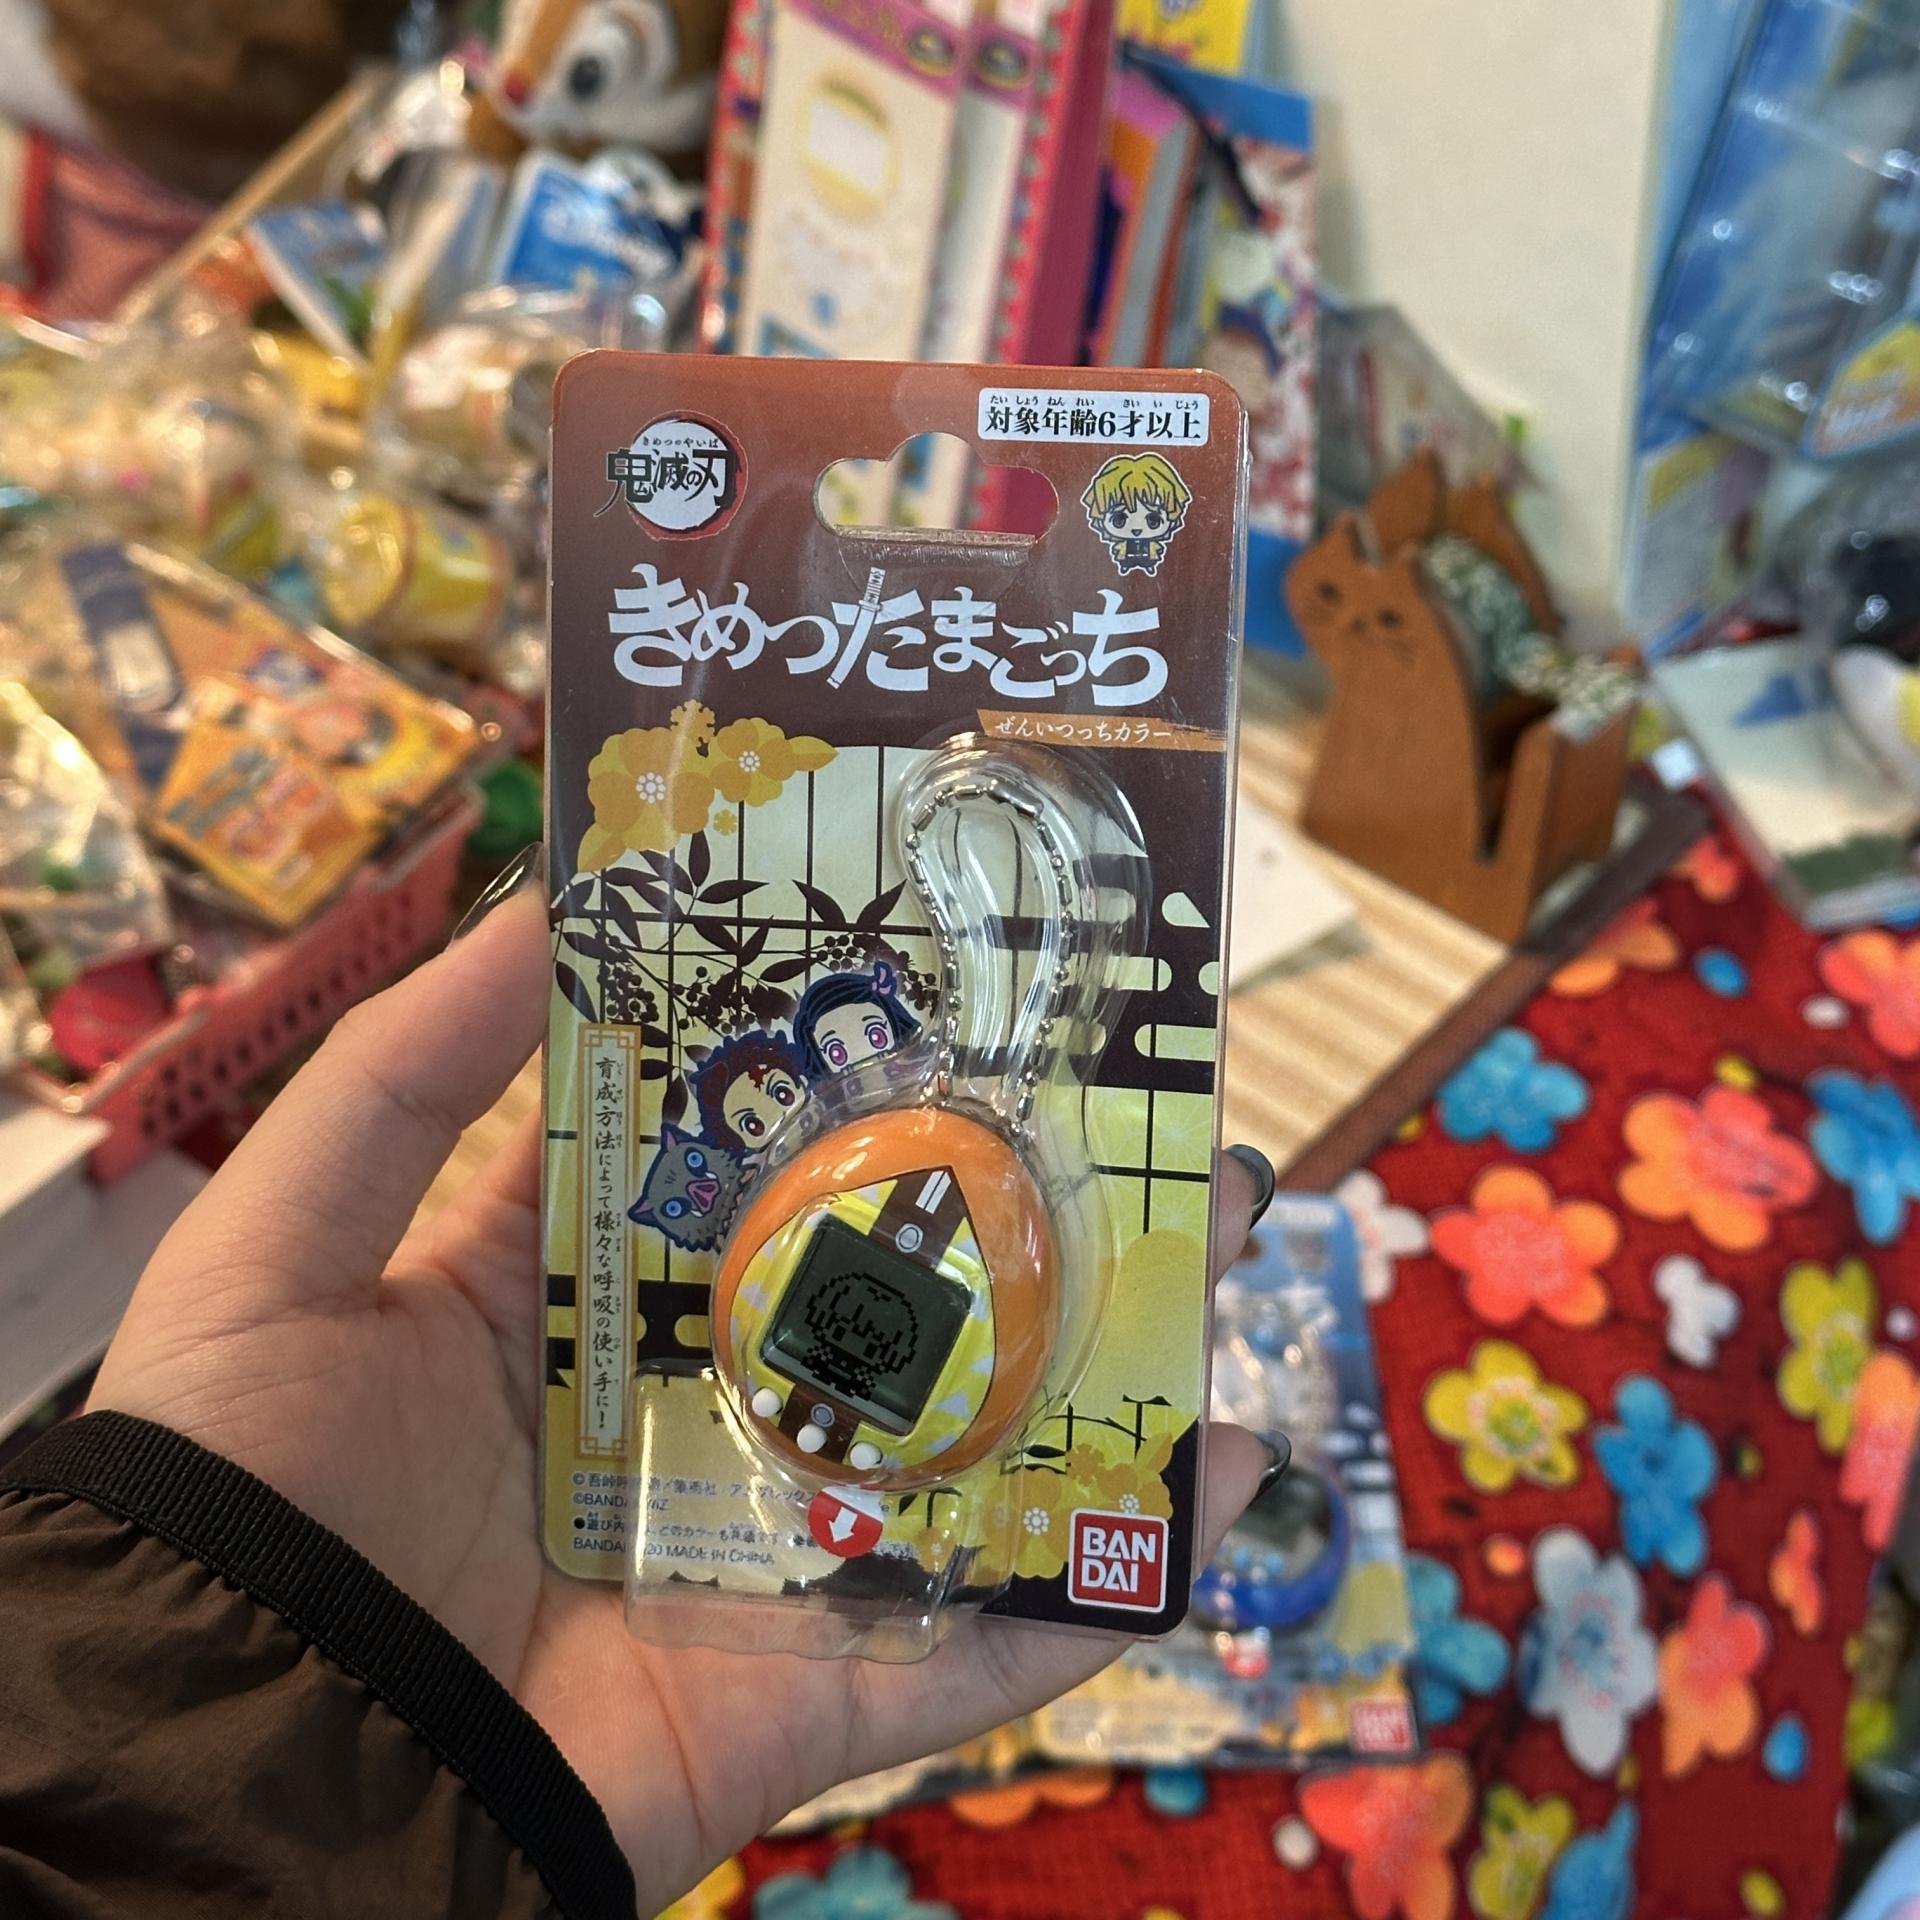 対象年齢6才以上
たい しょう ねん れい さい い じょう
きめつのやいば
鬼滅の刃
きめつたまごっち
ぜんいつっちカラー
育成方法によって様々な呼吸の使い手に！
©BANDAI
MADE IN CHINA
BAN
DAI
Disney